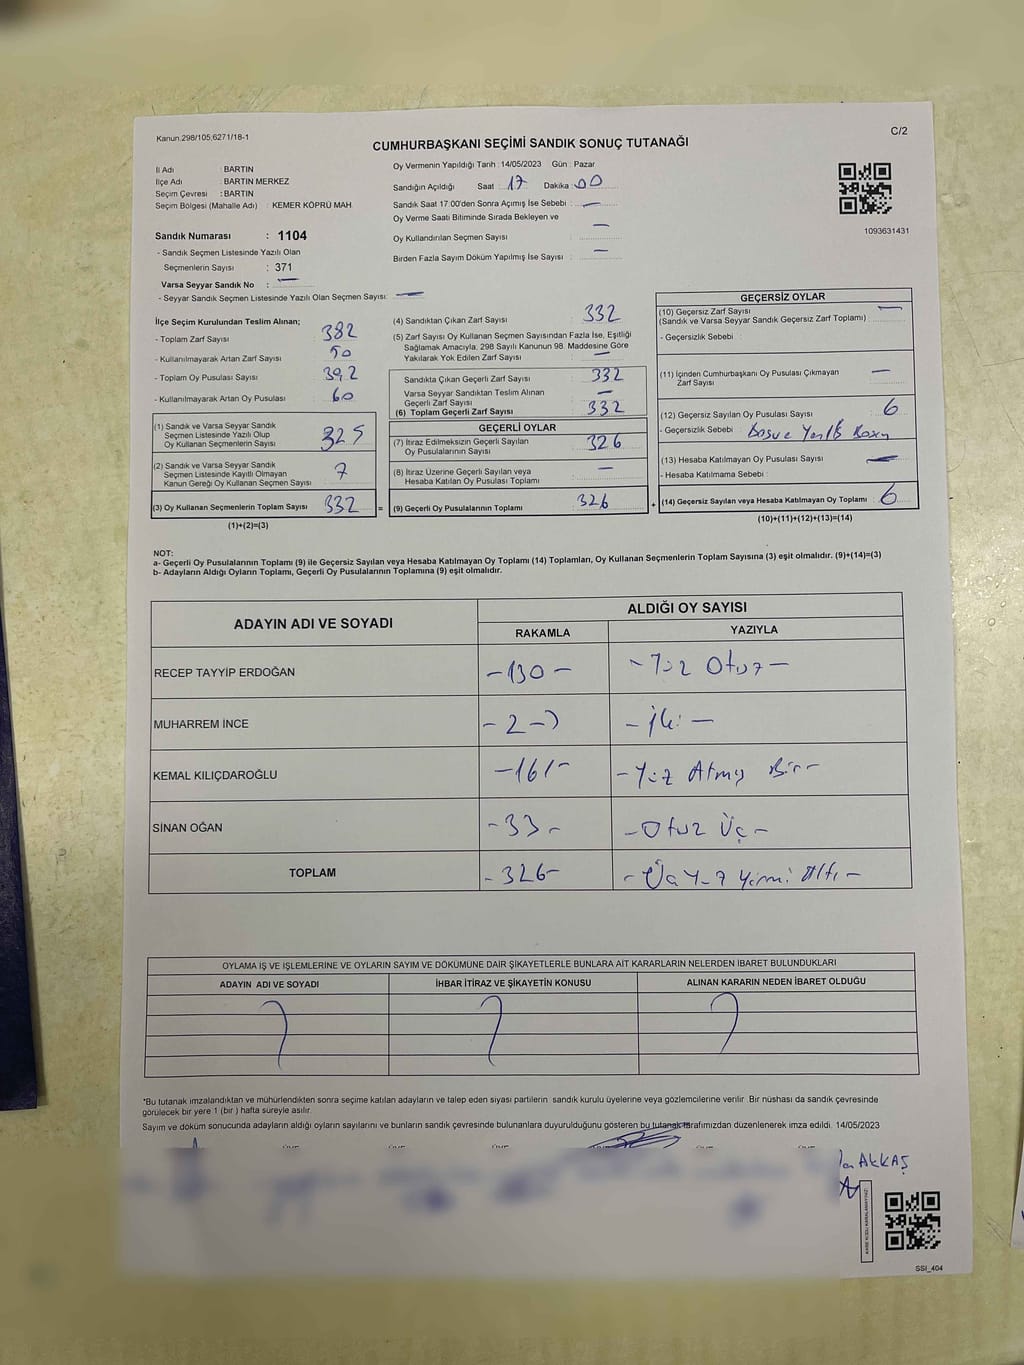 Kanun.298/105,6271/18-1
C/2
CUMHURBAŞKANI SEÇİMİ SANDIK SONUÇ TUTANAĞI
İl Adı : BARTIN
İlçe Adı : BARTIN MERKEZ
Seçim Çevresi : BARTIN
Seçim Bölgesi (Mahalle Adı) : KEMER KÖPRÜ MAH.
Oy Vermenin Yapıldığı Tarih : 14/05/2023 Gün : Pazar
Sandığın Açıldığı Saat : 17 Dakika : 00
Sandık Saat 17:00'den Sonra Açımış İse Sebebi : —
Oy Verme Saati Bitiminde Sırada Bekleyen ve
Oy Kullandırılan Seçmen Sayısı : —
Birden Fazla Sayım Döküm Yapılmış İse Sayısı : —
1093631431
Sandık Numarası : 1104
- Sandık Seçmen Listesinde Yazılı Olan
Seçmenlerin Sayısı : 371
Varsa Seyyar Sandık No : —
- Seyyar Sandık Seçmen Listesinde Yazılı Olan Seçmen Sayısı: —
İlçe Seçim Kurulundan Teslim Alınan;
- Toplam Zarf Sayısı : 382
- Kullanılmayarak Artan Zarf Sayısı : 50
- Toplam Oy Pusulası Sayısı : 392
- Kullanılmayarak Artan Oy Pusulası : 60
(1) Sandık ve Varsa Seyyar Sandık
Seçmen Listesinde Yazılı Olup
Oy Kullanan Seçmenlerin Sayısı : 325
(2) Sandık ve Varsa Seyyar Sandık
Seçmen Listesinde Kayıtlı Olmayan
Kanun Gereği Oy Kullanan Seçmen Sayısı : 7
(3) Oy Kullanan Seçmenlerin Toplam Sayısı : 332
(1)+(2)=(3)
(4) Sandıktan Çıkan Zarf Sayısı : 332
(5) Zarf Sayısı Oy Kullanan Seçmen Sayısından Fazla İse, Eşitliği
Sağlamak Amacıyla, 298 Sayılı Kanunun 98. Maddesine Göre
Yakılarak Yok Edilen Zarf Sayısı : —
Sandıkta Çıkan Geçerli Zarf Sayısı : 332
Varsa Seyyar Sandıktan Teslim Alınan
Geçerli Zarf Sayısı : —
(6) Toplam Geçerli Zarf Sayısı : 332
GEÇERLİ OYLAR
(7) İtiraz Edilmeksizin Geçerli Sayılan
Oy Pusulalarının Sayısı : 326
(8) İtiraz Üzerine Geçerli Sayılan veya
Hesaba Katılan Oy Pusulası Toplamı : —
= (9) Geçerli Oy Pusulalarının Toplamı : 326
GEÇERSİZ OYLAR
(10) Geçersiz Zarf Sayısı : —
(Sandık ve Varsa Seyyar Sandık Geçersiz Zarf Toplamı) :
- Geçersizlik Sebebi :
(11) İçinden Cumhurbaşkanı Oy Pusulası Çıkmayan
Zarf Sayısı : —
(12) Geçersiz Sayılan Oy Pusulası Sayısı : 6
- Geçersizlik Sebebi :
(13) Hesaba Katılmayan Oy Pusulası Sayısı : —
- Hesaba Katılmama Sebebi :
+ (14) Geçersiz Sayılan veya Hesaba Katılmayan Oy Toplamı : 6
(10)+(11)+(12)+(13)=(14)
NOT:
a- Geçerli Oy Pusulalarının Toplamı (9) ile Geçersiz Sayılan veya Hesaba Katılmayan Oy Toplamı (14) Toplamları, Oy Kullanan Seçmenlerin Toplam Sayısına (3) eşit olmalıdır. (9)+(14)=(3)
b- Adayların Aldığı Oyların Toplamı, Geçerli Oy Pusulalarının Toplamına (9) eşit olmalıdır.
ADAYIN ADI VE SOYADI
ALDIĞI OY SAYISI
RAKAMLA YAZIYLA
RECEP TAYYİP ERDOĞAN -130- - Yüz Otuz -
MUHARREM İNCE -2- - İki -
KEMAL KILIÇDAROĞLU -161- - Yüz Atmış Bir -
SİNAN OĞAN -33- - Otuz Üç -
TOPLAM -326- - Üç Yüz Yirmi Altı -
OYLAMA İŞ VE İŞLEMLERİNE VE OYLARIN SAYIM VE DÖKÜMÜNE DAİR ŞİKAYETLERLE BUNLARA AİT KARARLARIN NELERDEN İBARET BULUNDUKLARI
ADAYIN ADI VE SOYADI İHBAR İTİRAZ VE ŞİKAYETİN KONUSU ALINAN KARARIN NEDEN İBARET OLDUĞU
*Bu tutanak imzalandıktan ve mühürlendikten sonra seçime katılan adayların ve talep eden siyasi partilerin sandık kurulu üyelerine veya gözlemcilerine verilir. Bir nüshası da sandık çevresinde
görülecek bir yere 1 (bir ) hafta süreyle asılır.
Sayım ve döküm sonucunda adayların aldığı oyların sayılarını ve bunların sandık çevresinde bulunanlara duyurulduğunu gösteren bu tutanak tarafımızdan düzenlenerek imza edildi. 14/05/2023
AKKAŞ
SSI_404